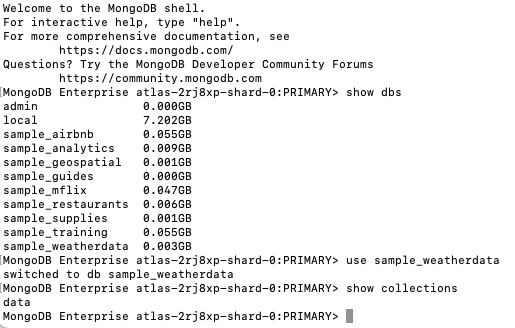 Welcome to the MongoDB shell.
For interactive help, type "help".
For more comprehensive documentation, see
        https://docs.mongodb.com/
Questions? Try the MongoDB Developer Community Forums
        https://community.mongodb.com
[MongoDB Enterprise atlas-2rj8xp-shard-0:PRIMARY> show dbs
admin               0.000GB
local               7.202GB
sample_airbnb       0.055GB
sample_analytics    0.009GB
sample_geospatial   0.001GB
sample_guides       0.000GB
sample_mflix        0.047GB
sample_restaurants  0.006GB
sample_supplies     0.001GB
sample_training     0.055GB
sample_weatherdata  0.003GB
[MongoDB Enterprise atlas-2rj8xp-shard-0:PRIMARY> use sample_weatherdata
switched to db sample_weatherdata
[MongoDB Enterprise atlas-2rj8xp-shard-0:PRIMARY> show collections
data
MongoDB Enterprise atlas-2rj8xp-shard-0:PRIMARY>